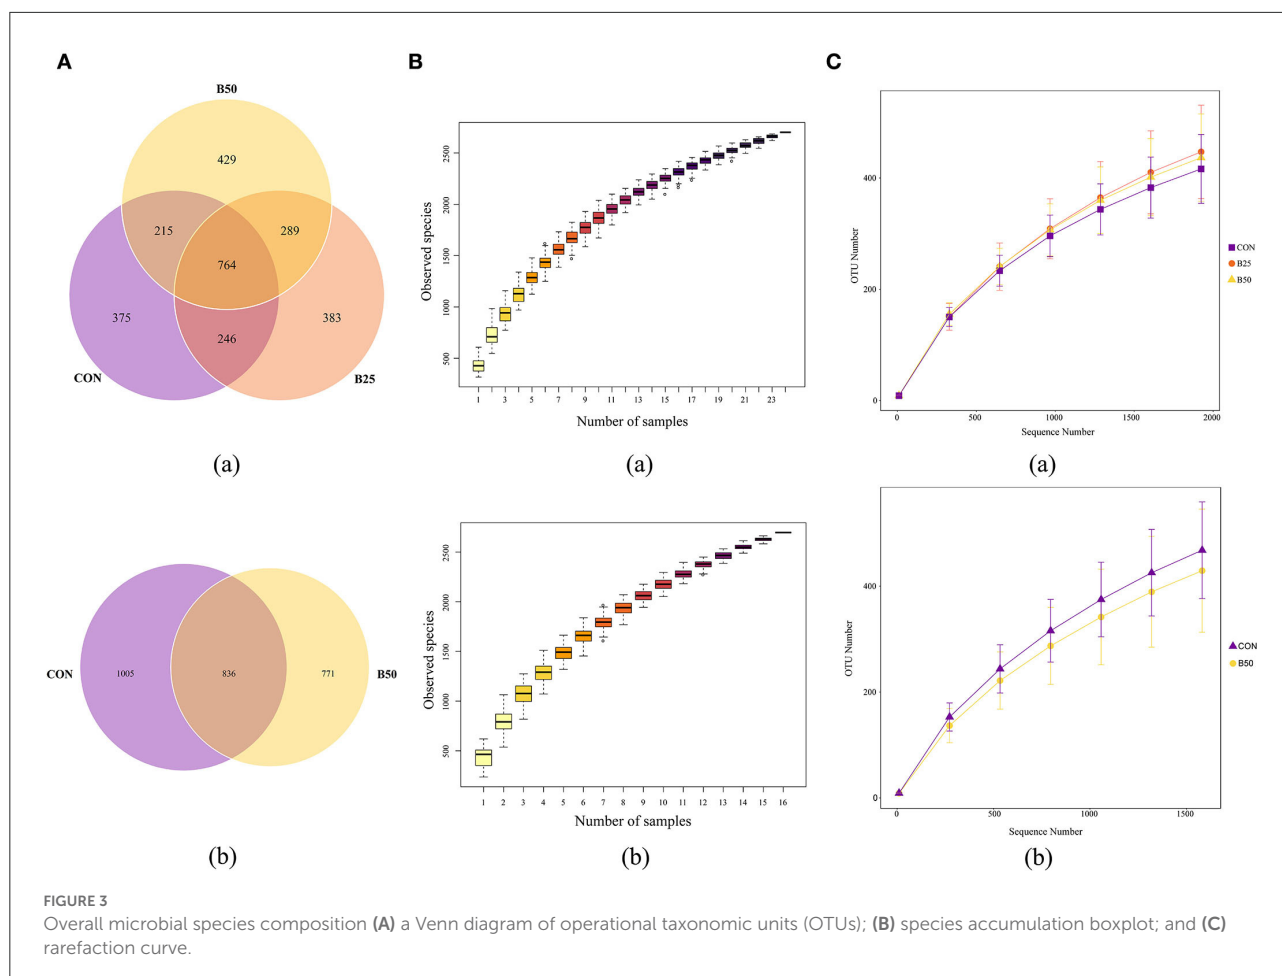 A
B
C
B50
429
215
289
764
375
246
383
CON
B25
(a)
Observed species
2500
2000
1500
1000
500
1 3 5 7 9 11 13 15 17 19 21 23
Number of samples
(a)
OTU Number
400
200
0
0 500 1000 1500 2000
Sequence Number
CON
B25
B50
(a)
CON
1005
836
771
B50
(b)
Observed species
2500
2000
1500
1000
500
1 2 3 4 5 6 7 8 9 10 11 12 13 14 15 16
Number of samples
(b)
OTU Number
400
200
0
0 500 1000 1500
Sequence Number
CON
B50
(b)
FIGURE 3
Overall microbial species composition (A) a Venn diagram of operational taxonomic units (OTUs); (B) species accumulation boxplot; and (C)
rarefaction curve.